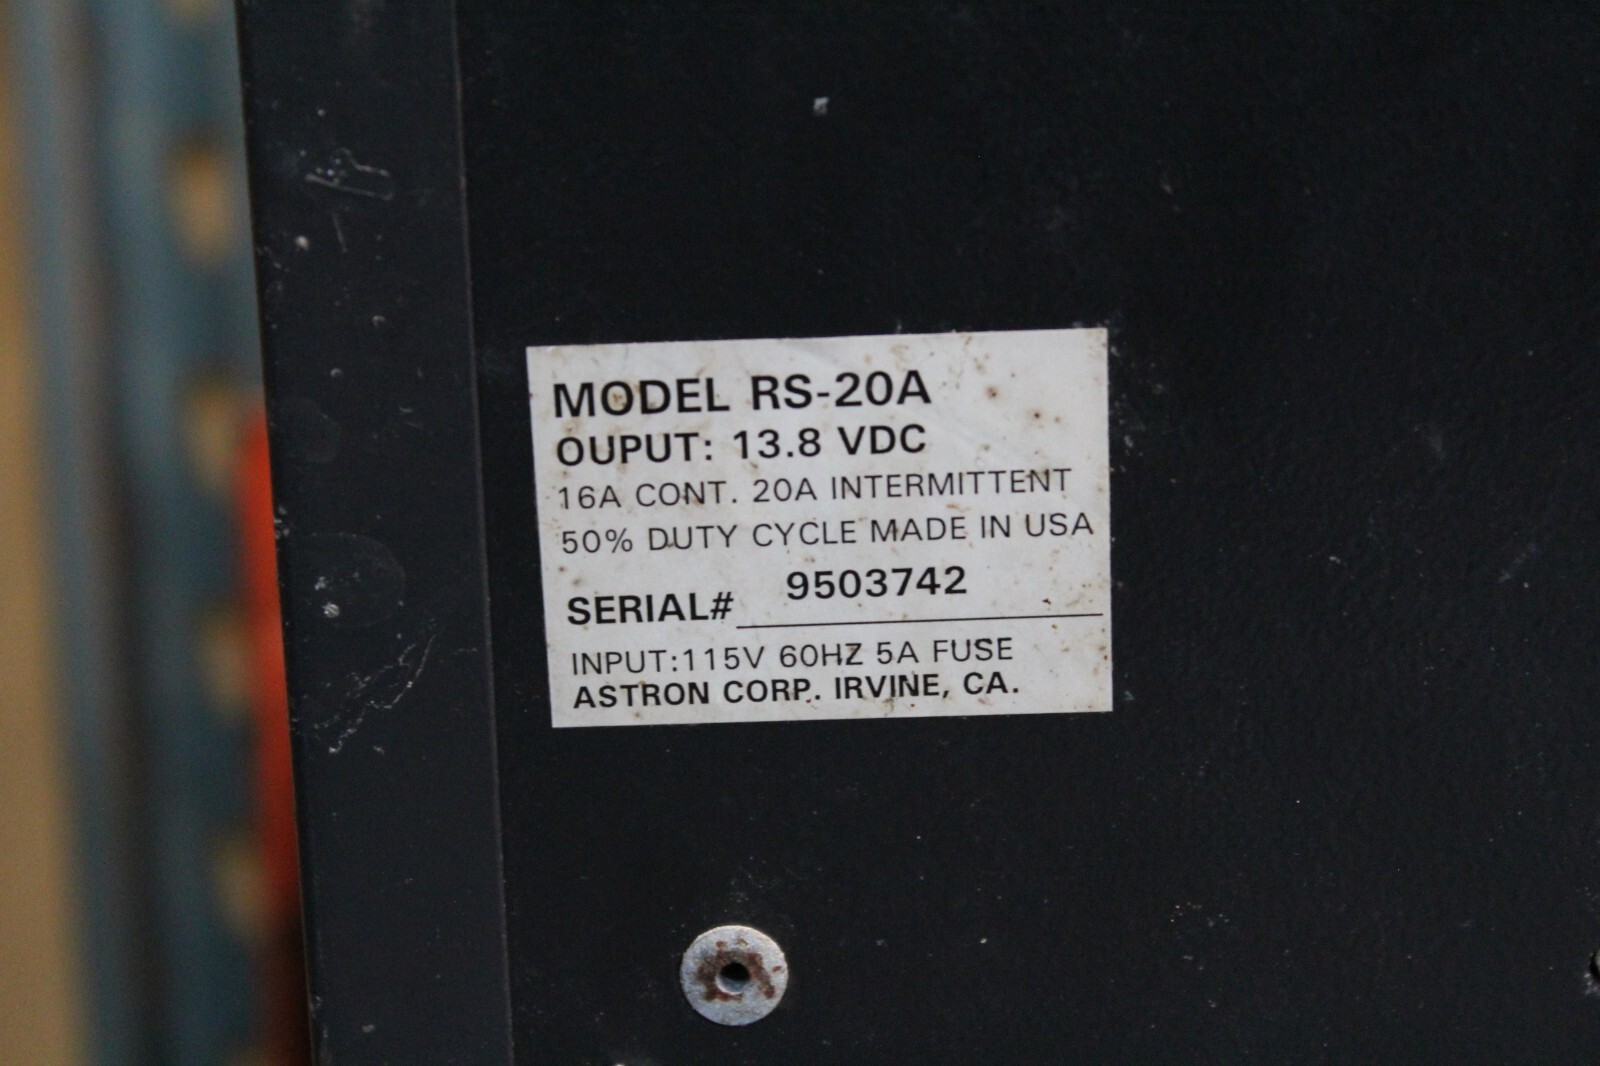 MODEL RS-20A
OUPUT: 13.8 VDC
16A CONT. 20A INTERMITTENT
50% DUTY CYCLE MADE IN USA
SERIAL# 9503742
INPUT:115V 60HZ 5A FUSE
ASTRON CORP. IRVINE, CA.